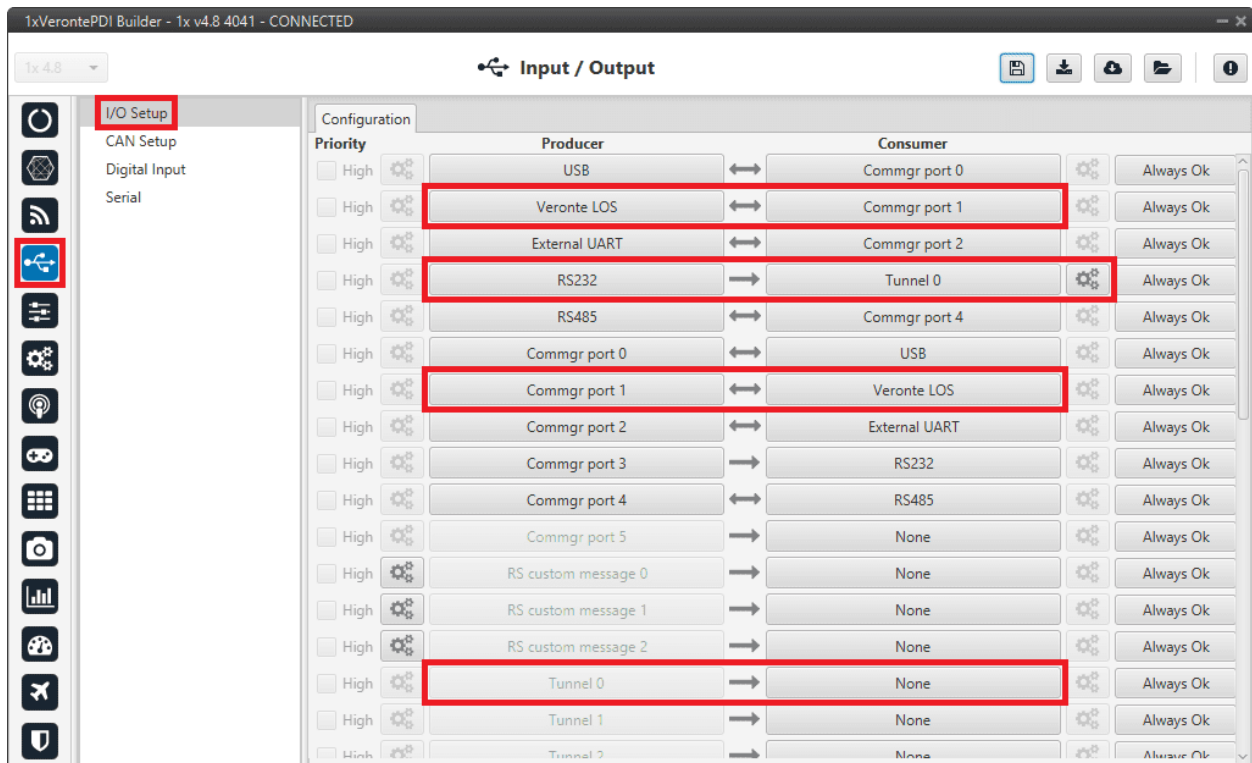 1xVerontePDI Builder - 1x v4.8 4041 - CONNECTED
1x 4.8 Input / Output
I/O Setup
CAN Setup
Digital Input
Serial
Configuration
Priority Producer Consumer
High USB Commgr port 0 Always Ok
High Veronte LOS Commgr port 1 Always Ok
High External UART Commgr port 2 Always Ok
High RS232 Tunnel 0 Always Ok
High RS485 Commgr port 4 Always Ok
High Commgr port 0 USB Always Ok
High Commgr port 1 Veronte LOS Always Ok
High Commgr port 2 External UART Always Ok
High Commgr port 3 RS232 Always Ok
High Commgr port 4 RS485 Always Ok
High Commgr port 5 None Always Ok
High RS custom message 0 None Always Ok
High RS custom message 1 None Always Ok
High RS custom message 2 None Always Ok
High Tunnel 0 None Always Ok
High Tunnel 1 None Always Ok
High Tunnel 2 None Always Ok